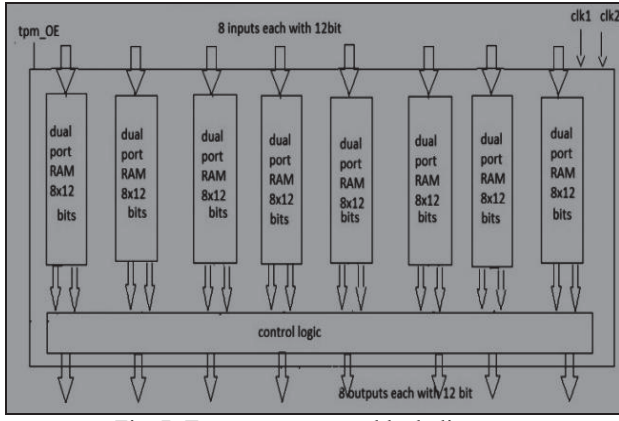 tpm_OE
8 inputs each with 12bit
clk1 clk2
dual
port
RAM
8x12
bits
dual
port
RAM
8x12
bits
dual
port
RAM
8x12
bits
dual
port
RAM
8x12
bits
dual
port
RAM
8x12
bits
dual
port
RAM
8x12
bits
dual
port
RAM
8x12
bits
dual
port
RAM
8x12
bits
control logic
8 outputs each with 12 bit